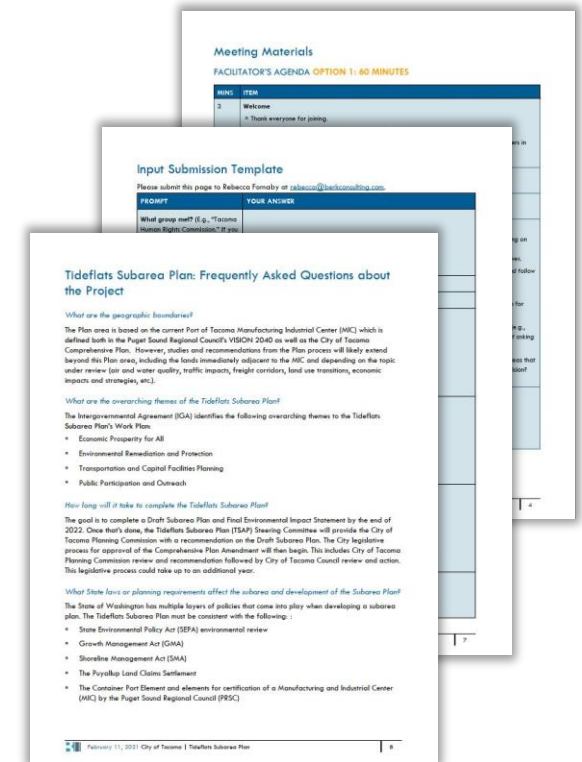 Meeting Materials
FACILITATOR'S AGENDA OPTION 1: 60 MINUTES
MINS ITEM
3 Welcome
Thank everyone for joining.
ers in
ng on
ver.
d follow
s for
e.g.,
f asking
eas that
ision?
4
Input Submission Template
Please submit this page to Rebecca Fornaby at rebecca@berkconsulting.com.
PROMPT YOUR ANSWER
What group met? (E.g., "Tacoma
Human Rights Commission." If you
7
Tideflats Subarea Plan: Frequently Asked Questions about
the Project
What are the geographic boundaries?
The Plan area is based on the current Port of Tacoma Manufacturing Industrial Center (MIC) which is
defined both in the Puget Sound Regional Council's VISION 2040 as well as the City of Tacoma
Comprehensive Plan. However, studies and recommendations from the Plan process will likely extend
beyond this Plan area, including the lands immediately adjacent to the MIC and depending on the topic
under review (air and water quality, traffic impacts, freight corridors, land use transitions, economic
impacts and strategies, etc.).
What are the overarching themes of the Tideflats Subarea Plan?
The Intergovernmental Agreement (IGA) identifies the following overarching themes to the Tideflats
Subarea Plan's Work Plan:
Economic Prosperity for All
Environmental Remediation and Protection
Transportation and Capital Facilities Planning
Public Participation and Outreach
How long will it take to complete the Tideflats Subarea Plan?
The goal is to complete a Draft Subarea Plan and Final Environmental Impact Statement by the end of
2022. Once that's done, the Tideflats Subarea Plan (TSAP) Steering Committee will provide the City of
Tacoma Planning Commission with a recommendation on the Draft Subarea Plan. The City legislative
process for approval of the Comprehensive Plan Amendment will then begin. This includes City of Tacoma
Planning Commission review and recommendation followed by City of Tacoma Council review and action.
This legislative process could take up to an additional year.
What State laws or planning requirements affect the subarea and development of the Subarea Plan?
The State of Washington has multiple layers of policies that come into play when developing a subarea
plan. The Tideflats Subarea Plan must be consistent with the following: :
State Environmental Policy Act (SEPA) environmental review
Growth Management Act (GMA)
Shoreline Management Act (SMA)
The Puyallup Land Claims Settlement
The Container Port Element and elements for certification of a Manufacturing and Industrial Center
(MIC) by the Puget Sound Regional Council (PRSC)
February 11, 2021 City of Tacoma | Tideflats Subarea Plan 8